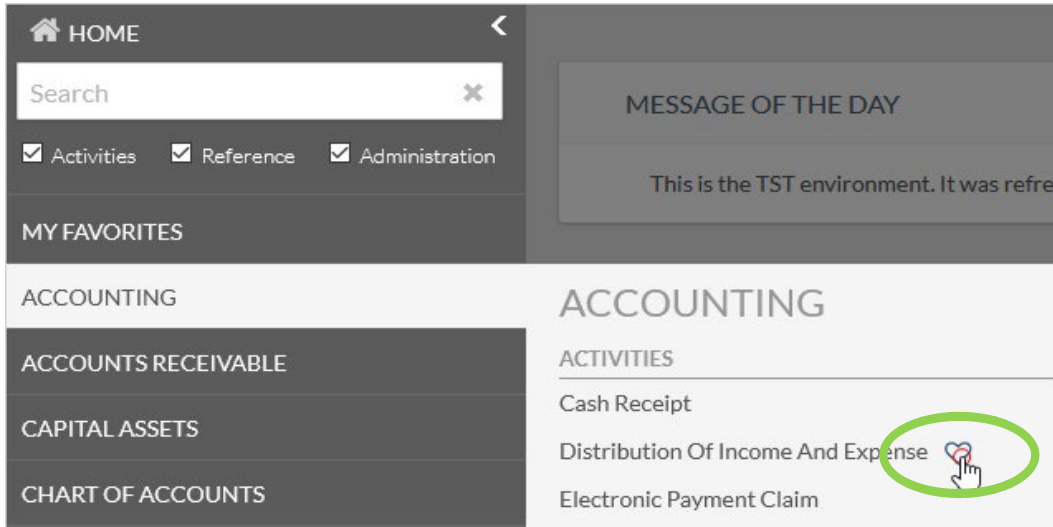 HOME
Search
Activities Reference Administration
MY FAVORITES
ACCOUNTING
ACCOUNTS RECEIVABLE
CAPITAL ASSETS
CHART OF ACCOUNTS
MESSAGE OF THE DAY
This is the TST environment. It was refre
ACCOUNTING
ACTIVITIES
Cash Receipt
Distribution Of Income And Expense
Electronic Payment Claim